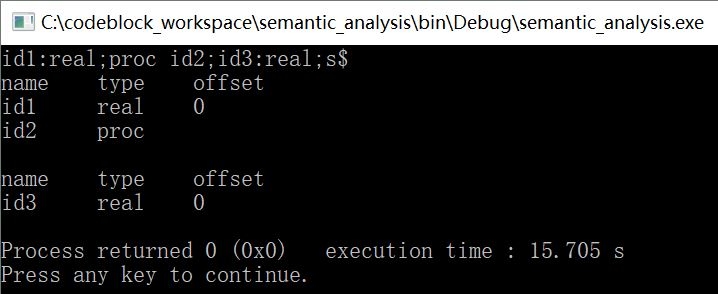 C:\codeblock_workspace\semantic_analysis\bin\Debug\semantic_analysis.exe
id1:real;proc id2;id3:real;s$
name    type    offset
id1     real    0
id2     proc
name    type    offset
id3     real    0
Process returned 0 (0x0)   execution time : 15.705 s
Press any key to continue.